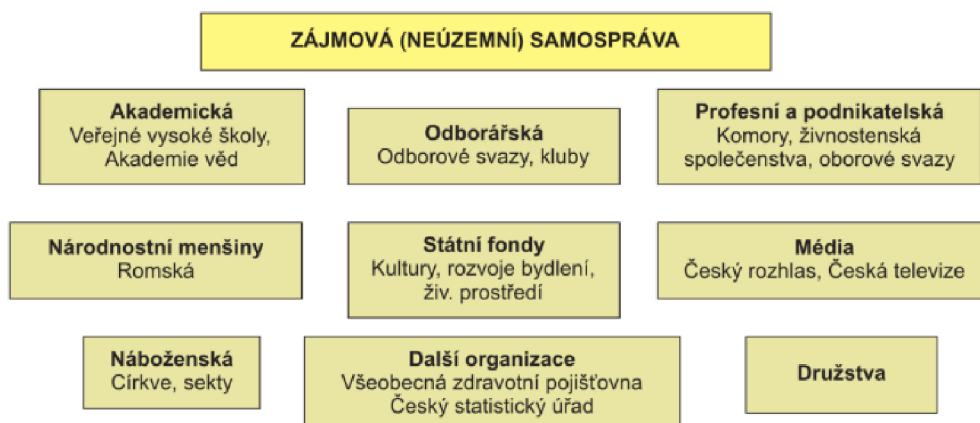 ZÁJMOVÁ (NEÚZEMNÍ) SAMOSPRÁVA
Akademická
Veřejné vysoké školy,
Akademie věd
Odborářská
Odborové svazy, kluby
Profesní a podnikatelská
Komory, živnostenská
společenstva, oborové svazy
Národnostní menšiny
Romská
Státní fondy
Kultury, rozvoje bydlení,
živ. prostředí
Média
Český rozhlas, Česká televize
Náboženská
Církve, sekty
Další organizace
Všeobecná zdravotní pojišťovna
Český statistický úřad
Družstva